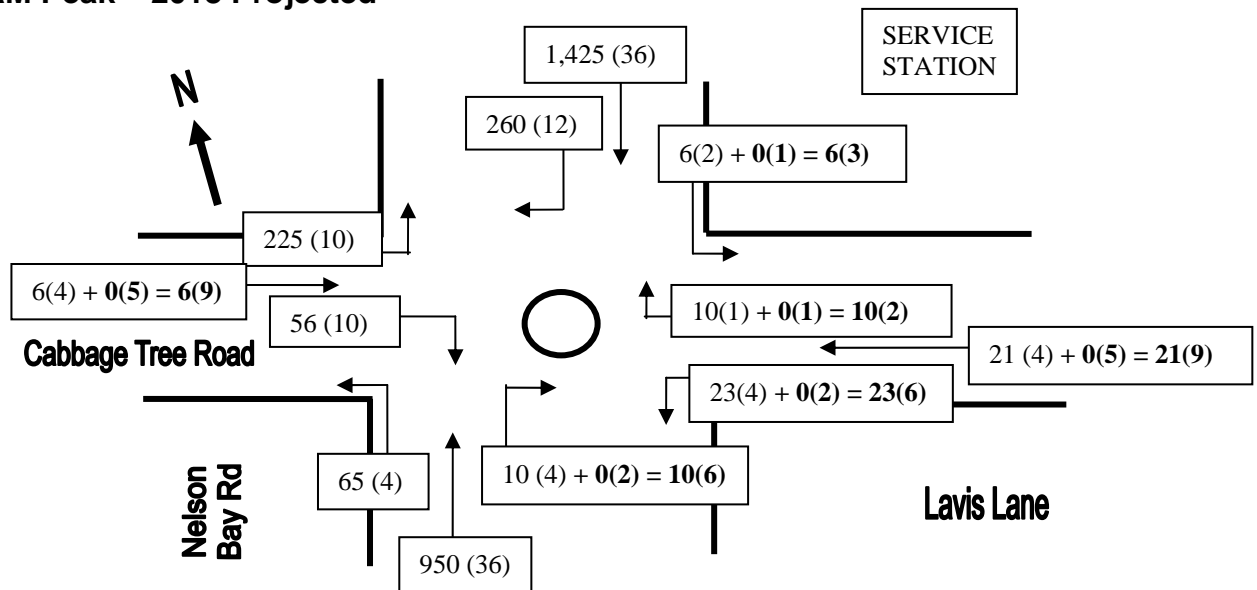 Peak – Projected
1,425 (36)
SERVICE
STATION
N
260 (12)
6(2) + 0(1) = 6(3)
225 (10)
6(4) + 0(5) = 6(9)
56 (10)
10(1) + 0(1) = 10(2)
Cabbage Tree Road
21 (4) + 0(5) = 21(9)
23(4) + 0(2) = 23(6)
65 (4)
10 (4) + 0(2) = 10(6)
Nelson
Bay Rd
Lavis Lane
950 (36)